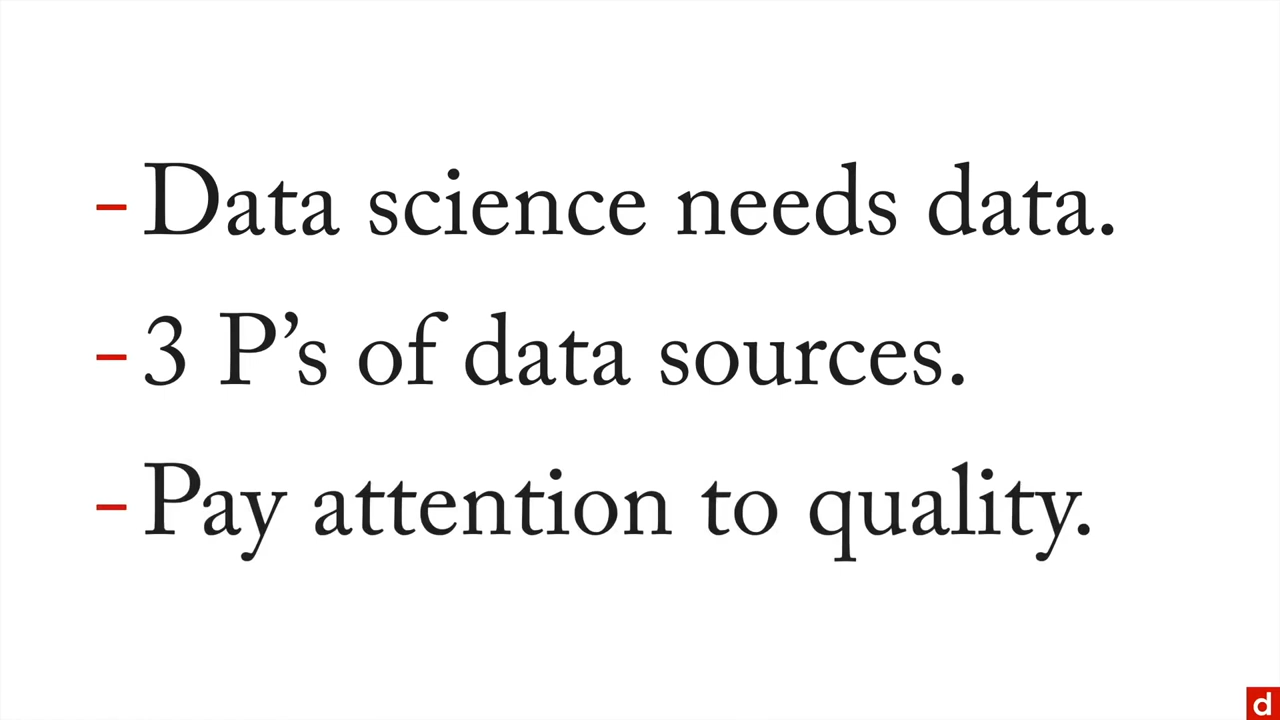 - Data science needs data.
- 3 P’s of data sources.
- Pay attention to quality.
d